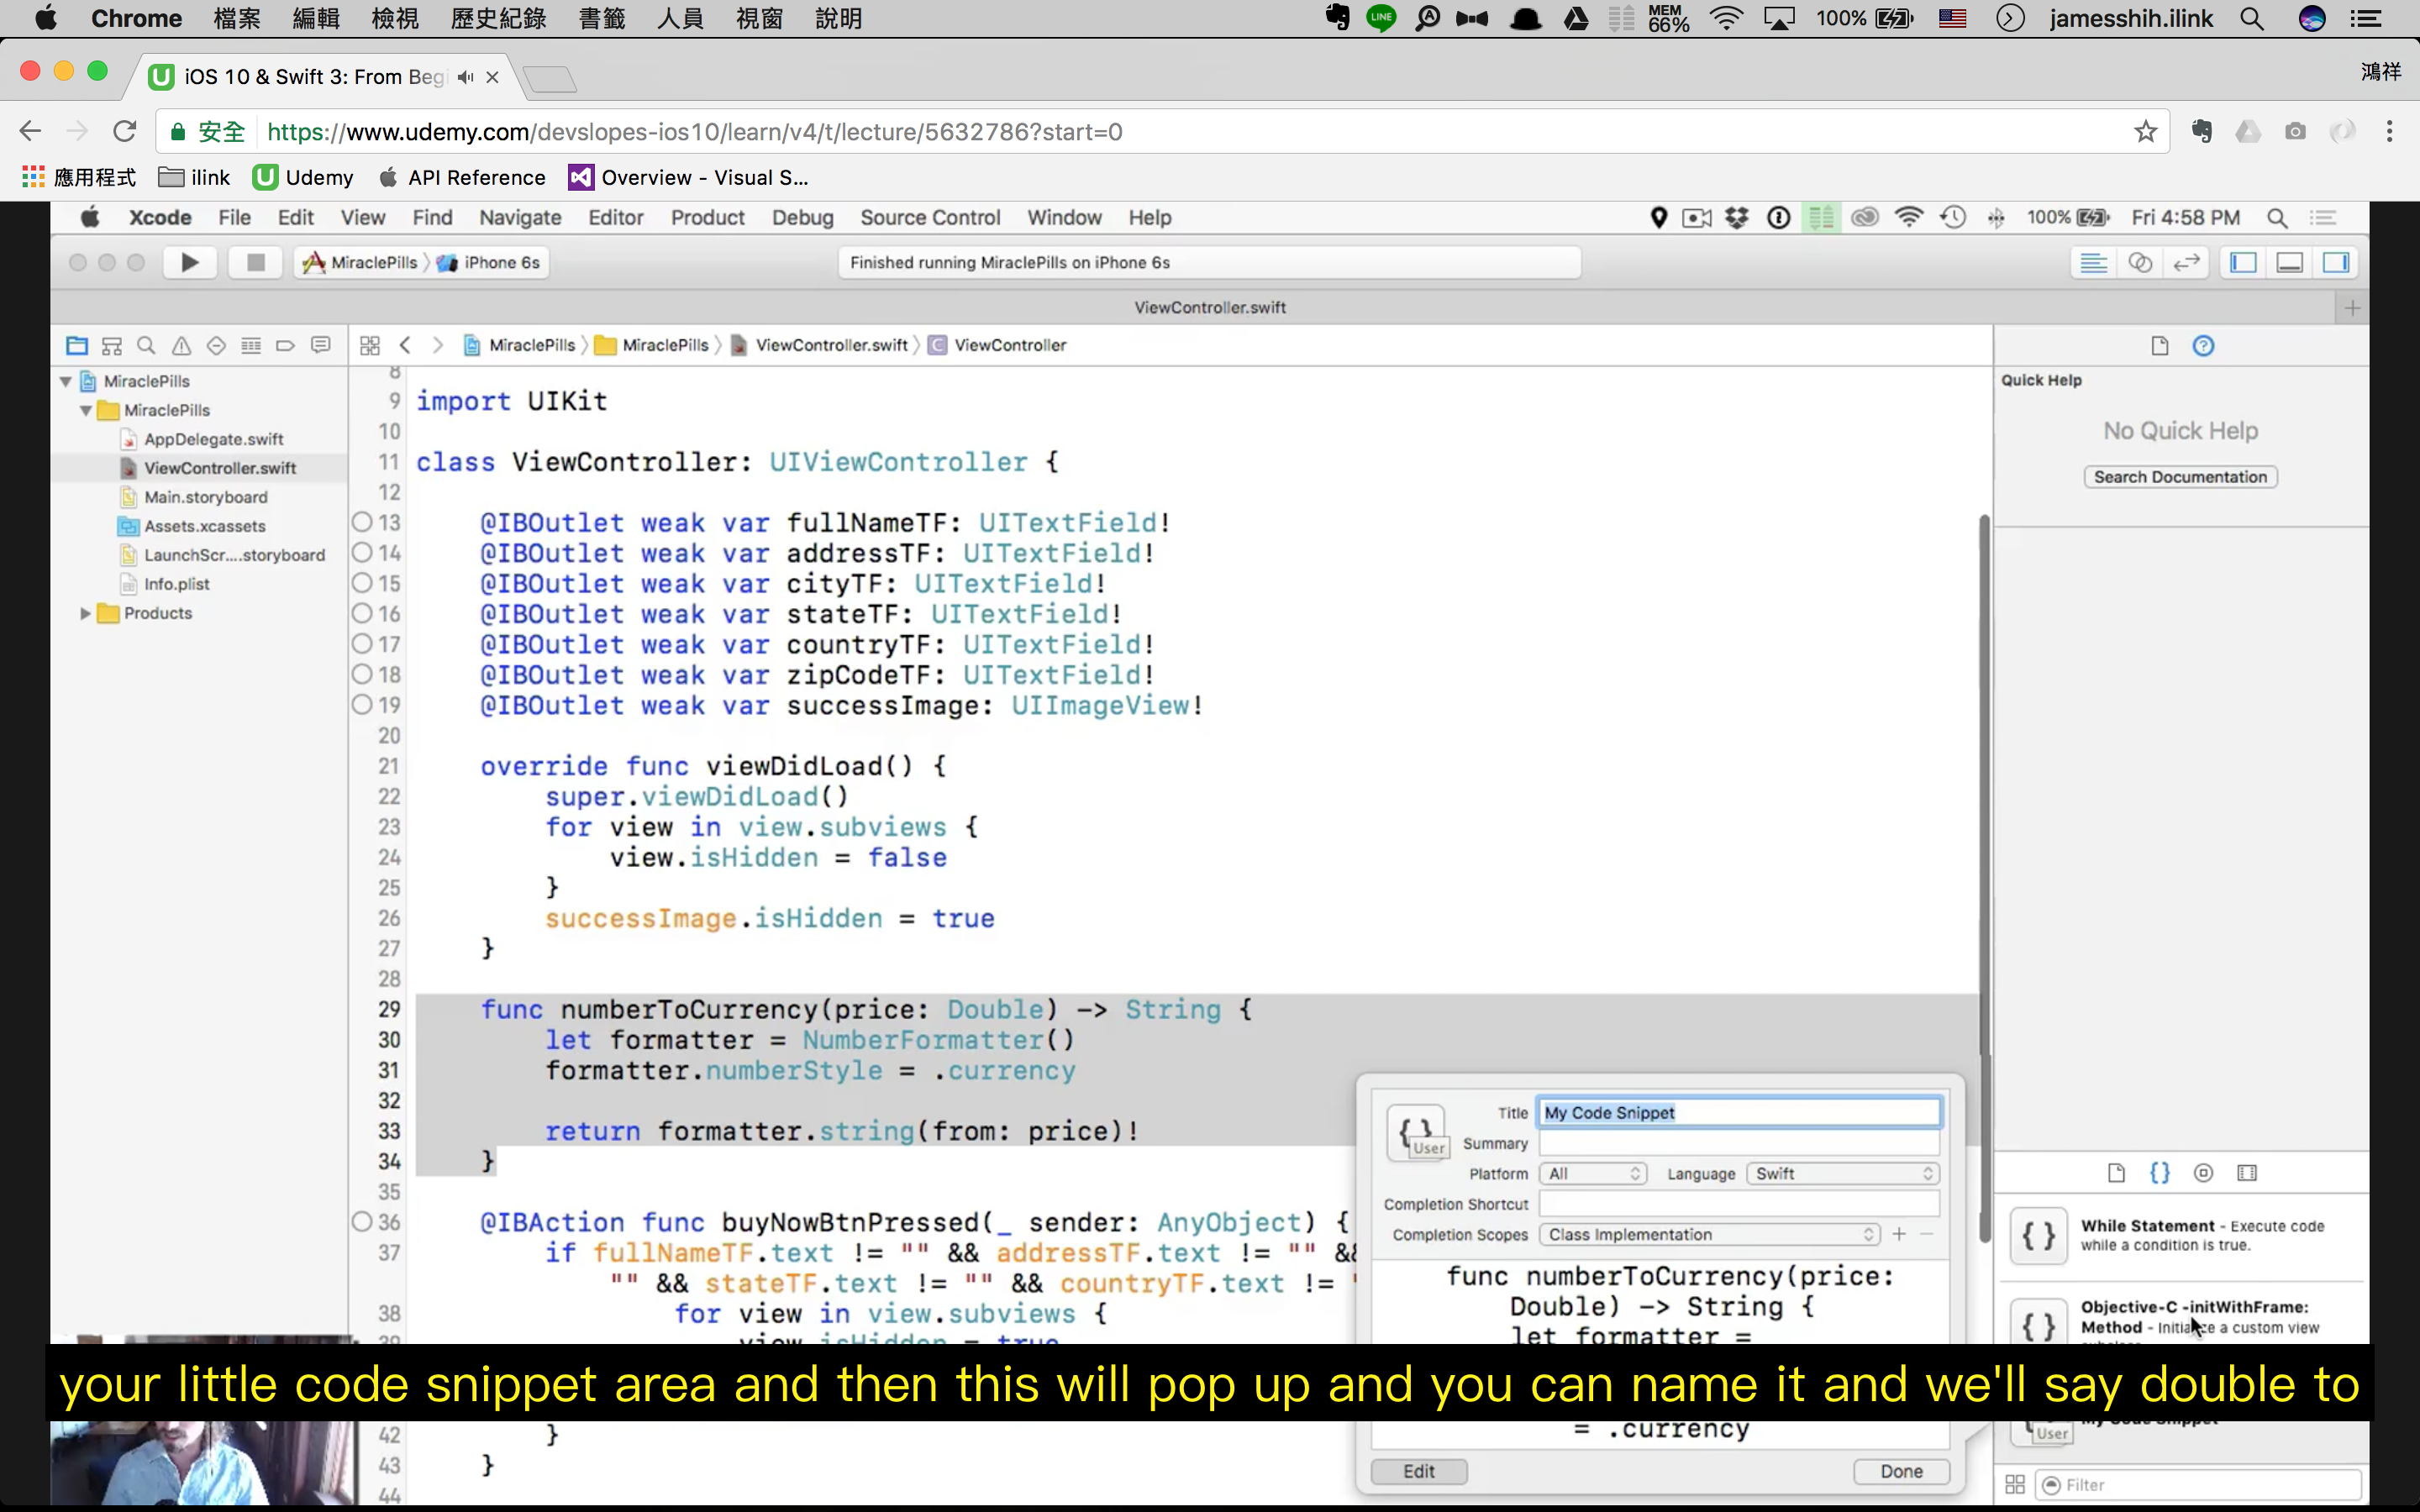 Chrome 檔案 編輯 檢視 歷史紀錄 書籤 人員 視窗 說明 LINE MEM 66% 100% jamesshih.ilink
iOS 10 & Swift 3: From Begi 鴻祥
安全 https://www.udemy.com/devslopes-ios10/learn/v4/t/lecture/5632786?start=0
應用程式 ilink Udemy API Reference Overview - Visual S...
Xcode File Edit View Find Navigate Editor Product Debug Source Control Window Help 100% Fri 4:58 PM
MiraclePills iPhone 6s Finished running MiraclePills on iPhone 6s
ViewController.swift
MiraclePills MiraclePills ViewController.swift ViewController
MiraclePills
MiraclePills
AppDelegate.swift
ViewController.swift
Main.storyboard
Assets.xcassets
LaunchScr....storyboard
Info.plist
Products
8
9 import UIKit
10
11 class ViewController: UIViewController {
12
13 @IBOutlet weak var fullNameTF: UITextField!
14 @IBOutlet weak var addressTF: UITextField!
15 @IBOutlet weak var cityTF: UITextField!
16 @IBOutlet weak var stateTF: UITextField!
17 @IBOutlet weak var countryTF: UITextField!
18 @IBOutlet weak var zipCodeTF: UITextField!
19 @IBOutlet weak var successImage: UIImageView!
20
21 override func viewDidLoad() {
22 super.viewDidLoad()
23 for view in view.subviews {
24 view.isHidden = false
25 }
26 successImage.isHidden = true
27 }
28
29 func numberToCurrency(price: Double) -> String {
30 let formatter = NumberFormatter()
31 formatter.numberStyle = .currency
32
33 return formatter.string(from: price)!
34 }
35
36 @IBAction func buyNowBtnPressed(_ sender: AnyObject) {
37 if fullNameTF.text != "" && addressTF.text != "" &&
"" && stateTF.text != "" && countryTF.text != "
38 for view in view.subviews {
39 view.isHidden = true
42 }
43 }
44
Quick Help
No Quick Help
Search Documentation
Title My Code Snippet
User
Summary
Platform All Language Swift
Completion Shortcut
Completion Scopes Class Implementation
func numberToCurrency(price:
Double) -> String {
let formatter =
= .currency
Edit Done
{ } While Statement - Execute code
while a condition is true.
{ } Objective-C -initWithFrame:
Method - Initialize a custom view
My Code Snippet
User
Filter
your little code snippet area and then this will pop up and you can name it and we'll say double to